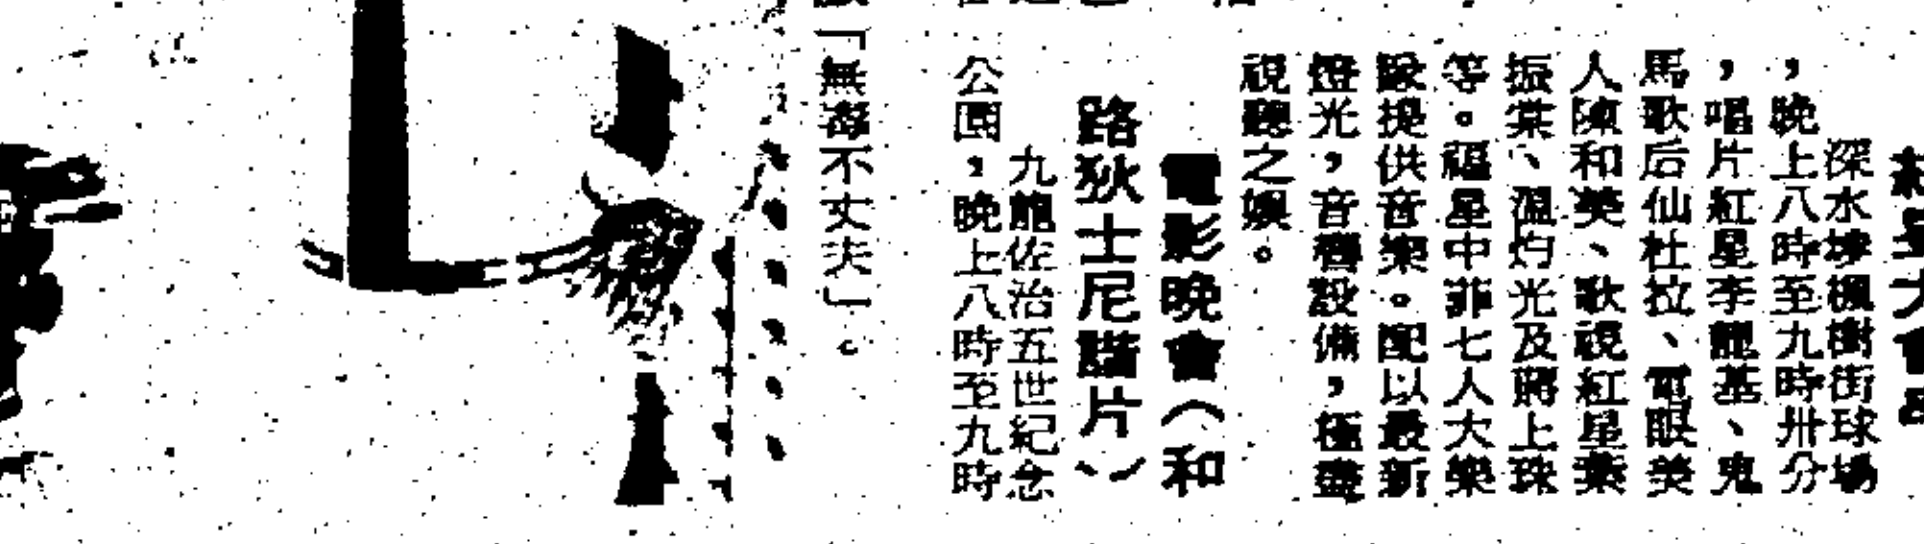 深水埗楓樹街球場
，晚上八時至九時卅分
，唱片紅星李龍基、鬼
馬歌后仙杜拉、電眼美
人陳和美、歌視紅星葉
振棠、溫灼光及蔣上珠
等。福星中菲七人大樂
隊提供音樂。配以最新
燈光，音響設備，極盡
視聽之娛。
電影晚會（和
路狄士尼諧片）
九龍佐治五世紀念
公園，晚上八時至九時
「無毒不丈夫」。